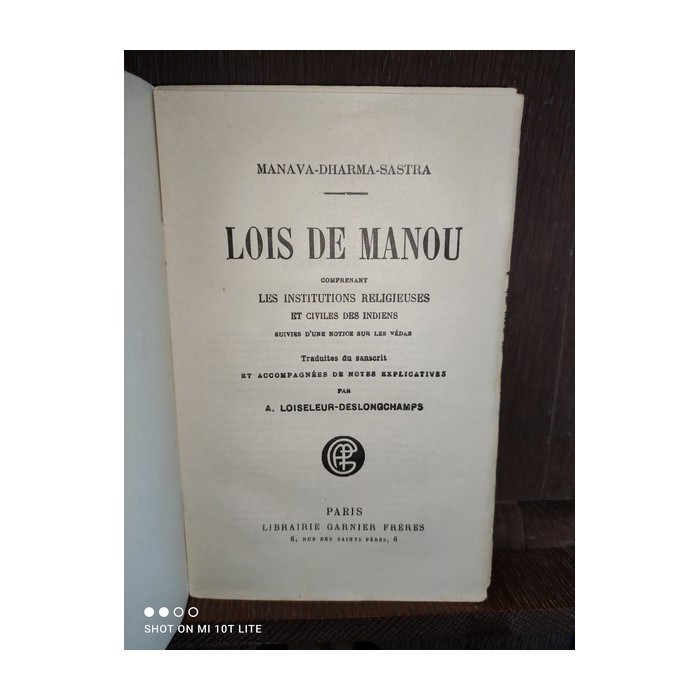 MANAVA-DHARMA-SASTRA
LOIS DE MANOU
COMPRENANT
LES INSTITUTIONS RELIGIEUSES
ET CIVILES DES INDIENS
SUIVIES D'UNE NOTICE SUR LES VÉDAS
Traduites du sanscrit
ET ACCOMPAGNÉES DE NOTES EXPLICATIVES
PAR
A. LOISELEUR-DESLONGCHAMPS
PARIS
LIBRAIRIE GARNIER FRÈRES
6, RUE DES SAINTS PÈRES, 6
SHOT ON MI 10T LITE